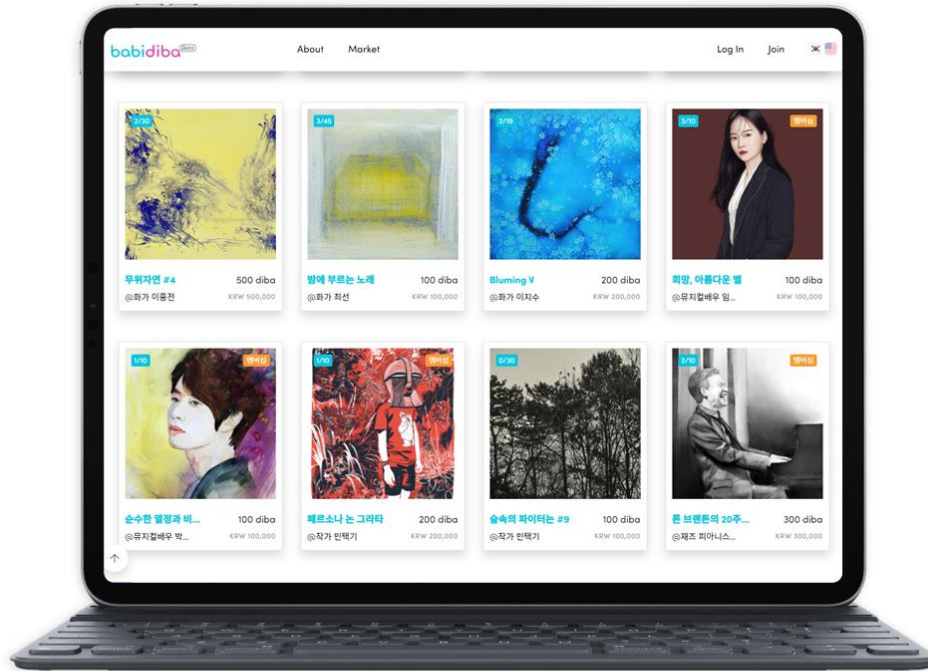 babidiba Beta
About Market Log In Join
2/30
3/45
2/19
3/10 멤버십
무위자연 #4 500 diba
@화가 이홍전 KRW 500,000
밤에 부르는 노래 100 diba
@화가 최선 KRW 100,000
Bluming V 200 diba
@화가 이지수 KRW 200,000
희망, 아름다운 별 100 diba
@뮤지컬배우 임... KRW 100,000
1/10 멤버십
1/10 멤버십
0/30
2/10 멤버십
순수한 열정과 비... 100 diba
@뮤지컬배우 박... KRW 100,000
페르소나 논 그라타 200 diba
@작가 인택기 KRW 200,000
숲속의 파이터는 #9 100 diba
@작가 인택기 KRW 100,000
론 브랜튼의 20주... 300 diba
@재즈 피아니스... KRW 300,000